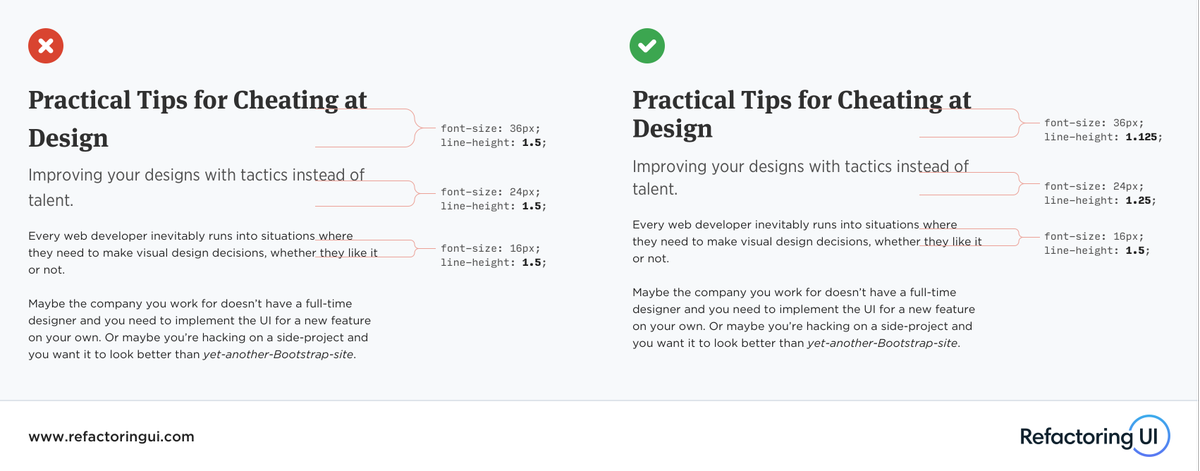 Practical Tips for Cheating at
Design
font-size: 36px;
line-height: 1.5;
Improving your designs with tactics instead of
talent.
font-size: 24px;
line-height: 1.5;
Every web developer inevitably runs into situations where
they need to make visual design decisions, whether they like it
or not.
font-size: 16px;
line-height: 1.5;
Maybe the company you work for doesn’t have a full-time
designer and you need to implement the UI for a new feature
on your own. Or maybe you’re hacking on a side-project and
you want it to look better than yet-another-Bootstrap-site.
Practical Tips for Cheating at
Design
font-size: 36px;
line-height: 1.125;
Improving your designs with tactics instead of
talent.
font-size: 24px;
line-height: 1.25;
Every web developer inevitably runs into situations where
they need to make visual design decisions, whether they like it
or not.
font-size: 16px;
line-height: 1.5;
Maybe the company you work for doesn’t have a full-time
designer and you need to implement the UI for a new feature
on your own. Or maybe you’re hacking on a side-project and
you want it to look better than yet-another-Bootstrap-site.
www.refactoringui.com
Refactoring UI